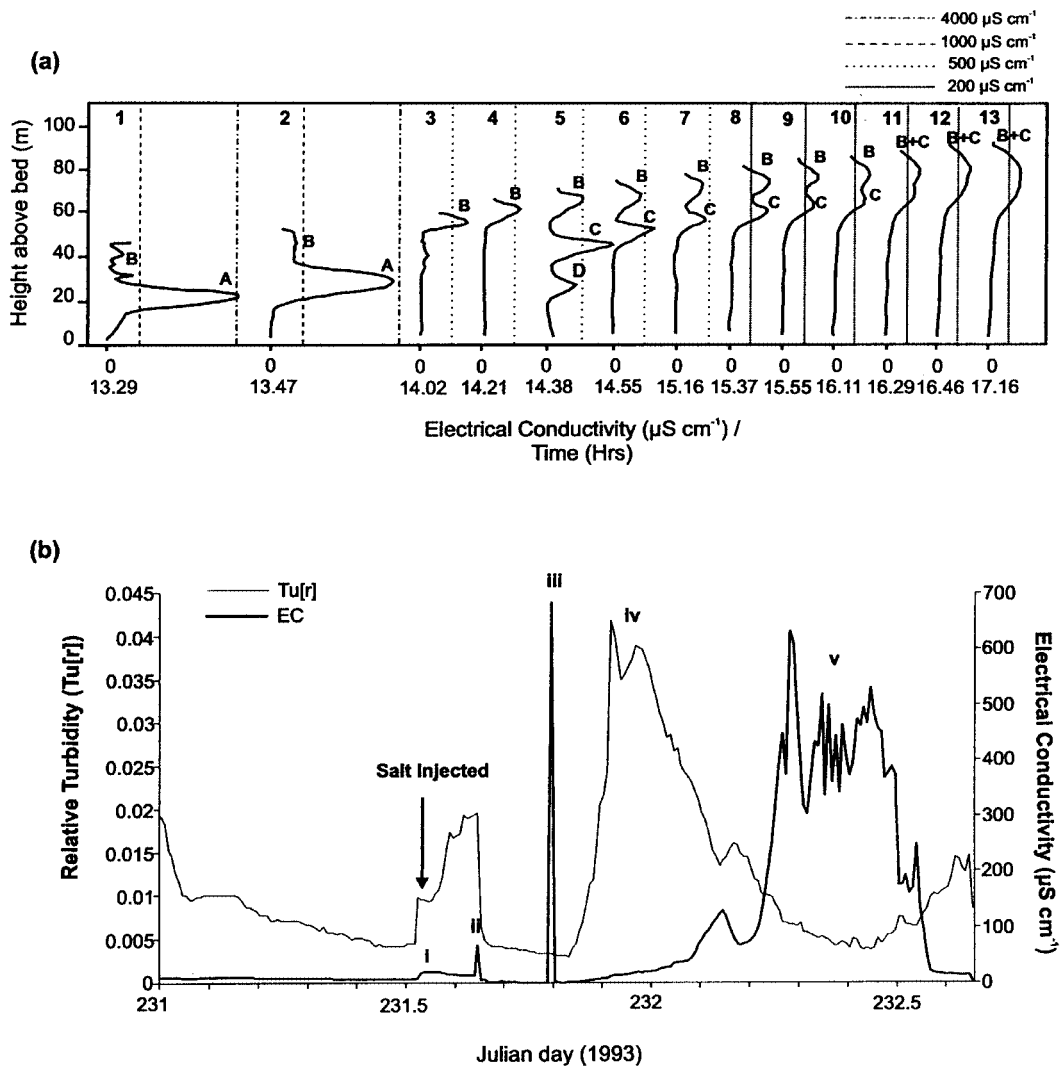 4000 µS cm⁻¹
1000 µS cm⁻¹
500 µS cm⁻¹
200 µS cm⁻¹
(a)
1 2 3 4 5 6 7 8 9 10 11 12 13
100
80
60
40
20
0
Height above bed (m)
B A
B A
B
B
B C D
B C
B C
B C
B C
B C
B+C
B+C
B+C
0 0 0 0 0 0 0 0 0 0 0 0 0
13.29 13.47 14.02 14.21 14.38 14.55 15.16 15.37 15.55 16.11 16.29 16.46 17.16
Electrical Conductivity (µS cm⁻¹) /
Time (Hrs)
(b)
Tu[r]
EC
Relative Turbidity (Tu[r])
0.045
0.04
0.035
0.03
0.025
0.02
0.015
0.01
0.005
0
Salt Injected
i
ii
iii
iv
v
700
600
500
400
300
200
100
0
Electrical Conductivity (µS cm⁻¹)
231 231.5 232 232.5
Julian day (1993)